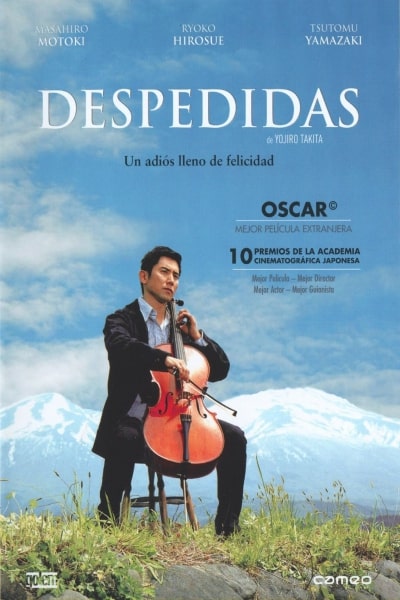 MASAHIRO MOTOKI
RYOKO HIROSUE
TSUTOMU YAMAZAKI
DESPEDIDAS
de YOJIRO TAKITA
Un adiós lleno de felicidad
OSCAR©
MEJOR PELÍCULA EXTRANJERA
10 PREMIOS DE LA ACADEMIA
CINEMATOGRÁFICA JAPONESA
Mejor Película – Mejor Director
Mejor Actor – Mejor Guionista
golem
cameo